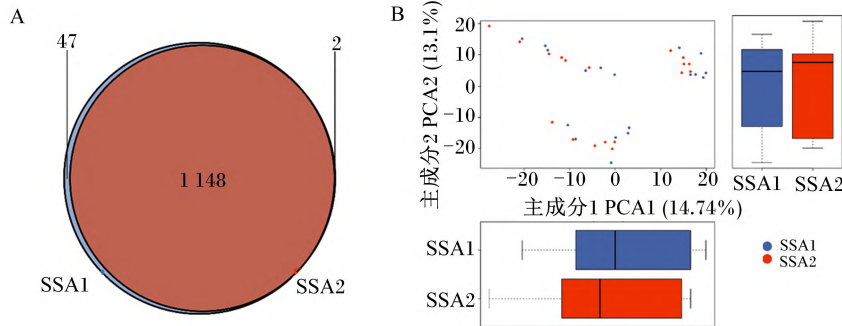 A
47
2
1 148
SSA1
SSA2
B
主成分2 PCA2 (13.1%)
20
10
0
−10
−20
−20
−10
0
10
20
主成分1 PCA1 (14.74%)
SSA1
SSA2
SSA1
SSA2
SSA1
SSA2